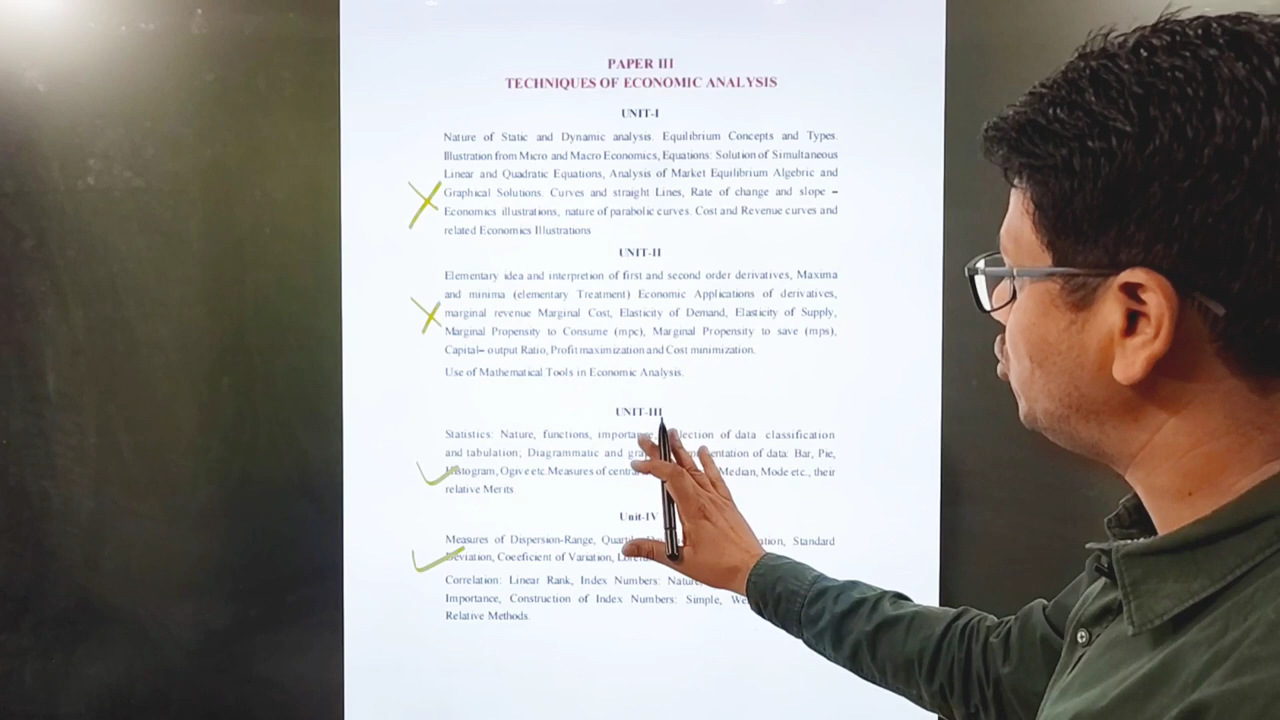 PAPER III
TECHNIQUES OF ECONOMIC ANALYSIS
UNIT-I
Nature of Static and Dynamic analysis. Equilibrium Concepts and Types.
Illustration from Micro and Macro Economics, Equations: Solution of Simultaneous
Linear and Quadratic Equations, Analysis of Market Equilibrium Algebric and
Graphical Solutions. Curves and straight Lines, Rate of change and slope –
Economics illustrations, nature of parabolic curves. Cost and Revenue curves and
related Economics Illustrations
UNIT-II
Elementary idea and interpretion of first and second order derivatives, Maxima
and minima (elementary Treatment) Economic Applications of derivatives,
marginal revenue Marginal Cost, Elasticity of Demand, Elasticity of Supply,
Marginal Propensity to Consume (mpc), Marginal Propensity to save (mps),
Capital– output Ratio, Profit maximization and Cost minimization.
Use of Mathematical Tools in Economic Analysis.
UNIT-III
Statistics: Nature, functions, of data classification
and tabulation; Diagrammatic and of data: Bar, Pie,
Histogram, Ogive etc. Measures of Median, Mode etc., their
relative Merits.
Unit-IV
Measures of Dispersion-Range, Standard
Deviation, Coeeficient of Variation,
Correlation: Linear Rank, Index Numbers:
Importance, Construction of Index Numbers: Simple,
Relative Methods.